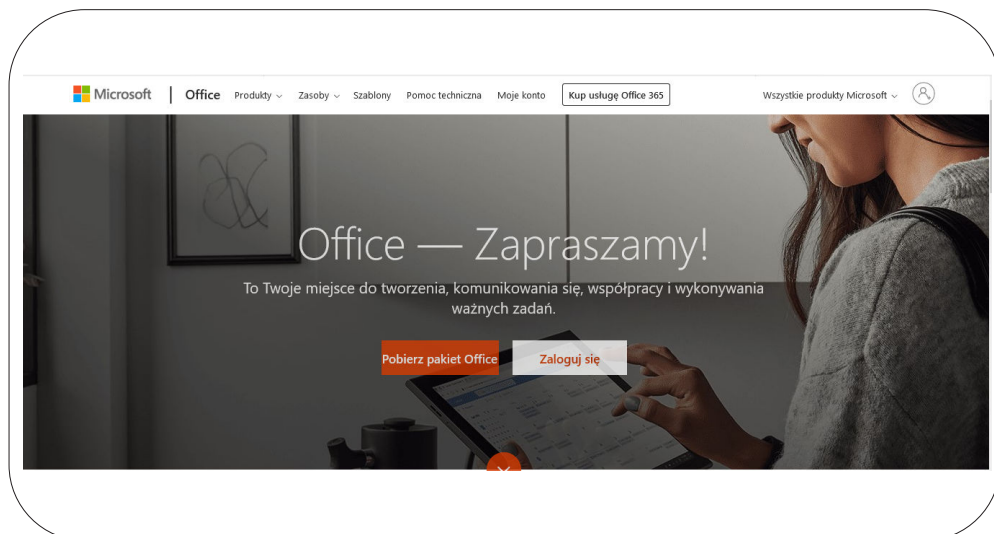 Microsoft | Office Produkty Zasoby Szablony Pomoc techniczna Moje konto Kup usługę Office 365 Wszystkie produkty Microsoft
Office — Zapraszamy!
To Twoje miejsce do tworzenia, komunikowania się, współpracy i wykonywania
ważnych zadań.
Pobierz pakiet Office Zaloguj się